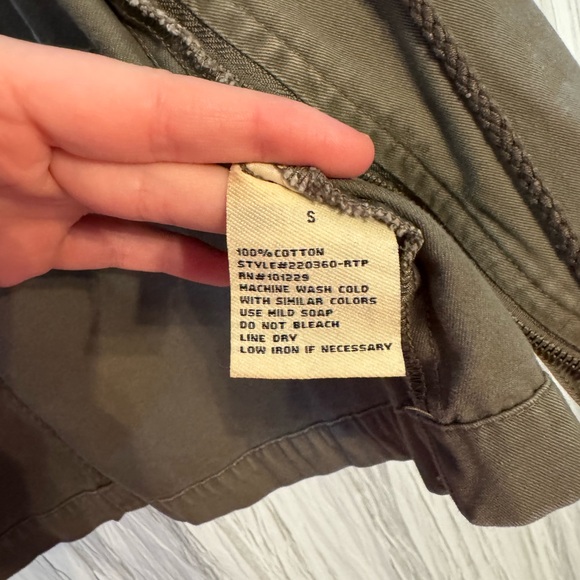 S
100% COTTON
STYLE#220360-RTP
RN#101229
MACHINE WASH COLD
WITH SIMILAR COLORS
USE MILD SOAP
DO NOT BLEACH
LINE DRY
LOW IRON IF NECESSARY